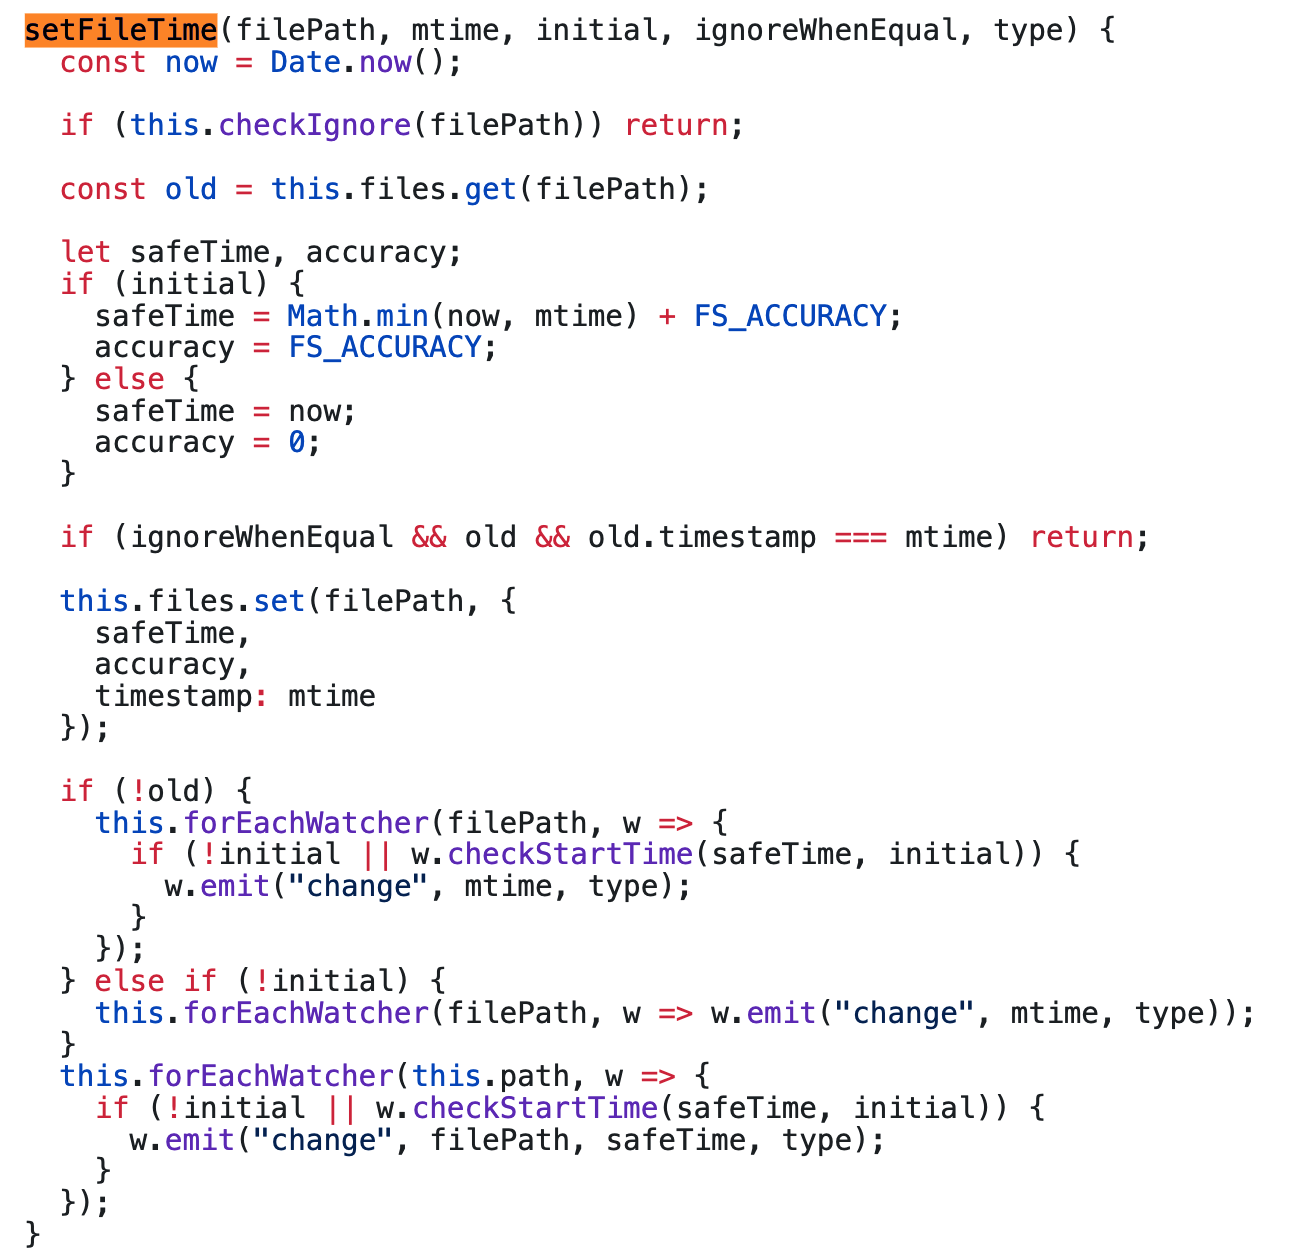 setFileTime(filePath, mtime, initial, ignoreWhenEqual, type) {
  const now = Date.now();

  if (this.checkIgnore(filePath)) return;

  const old = this.files.get(filePath);

  let safeTime, accuracy;
  if (initial) {
    safeTime = Math.min(now, mtime) + FS_ACCURACY;
    accuracy = FS_ACCURACY;
  } else {
    safeTime = now;
    accuracy = 0;
  }

  if (ignoreWhenEqual && old && old.timestamp === mtime) return;

  this.files.set(filePath, {
    safeTime,
    accuracy,
    timestamp: mtime
  });

  if (!old) {
    this.forEachWatcher(filePath, w => {
      if (!initial || w.checkStartTime(safeTime, initial)) {
        w.emit("change", mtime, type);
      }
    });
  } else if (!initial) {
    this.forEachWatcher(filePath, w => w.emit("change", mtime, type));
  }
  this.forEachWatcher(this.path, w => {
    if (!initial || w.checkStartTime(safeTime, initial)) {
      w.emit("change", filePath, safeTime, type);
    }
  });
}